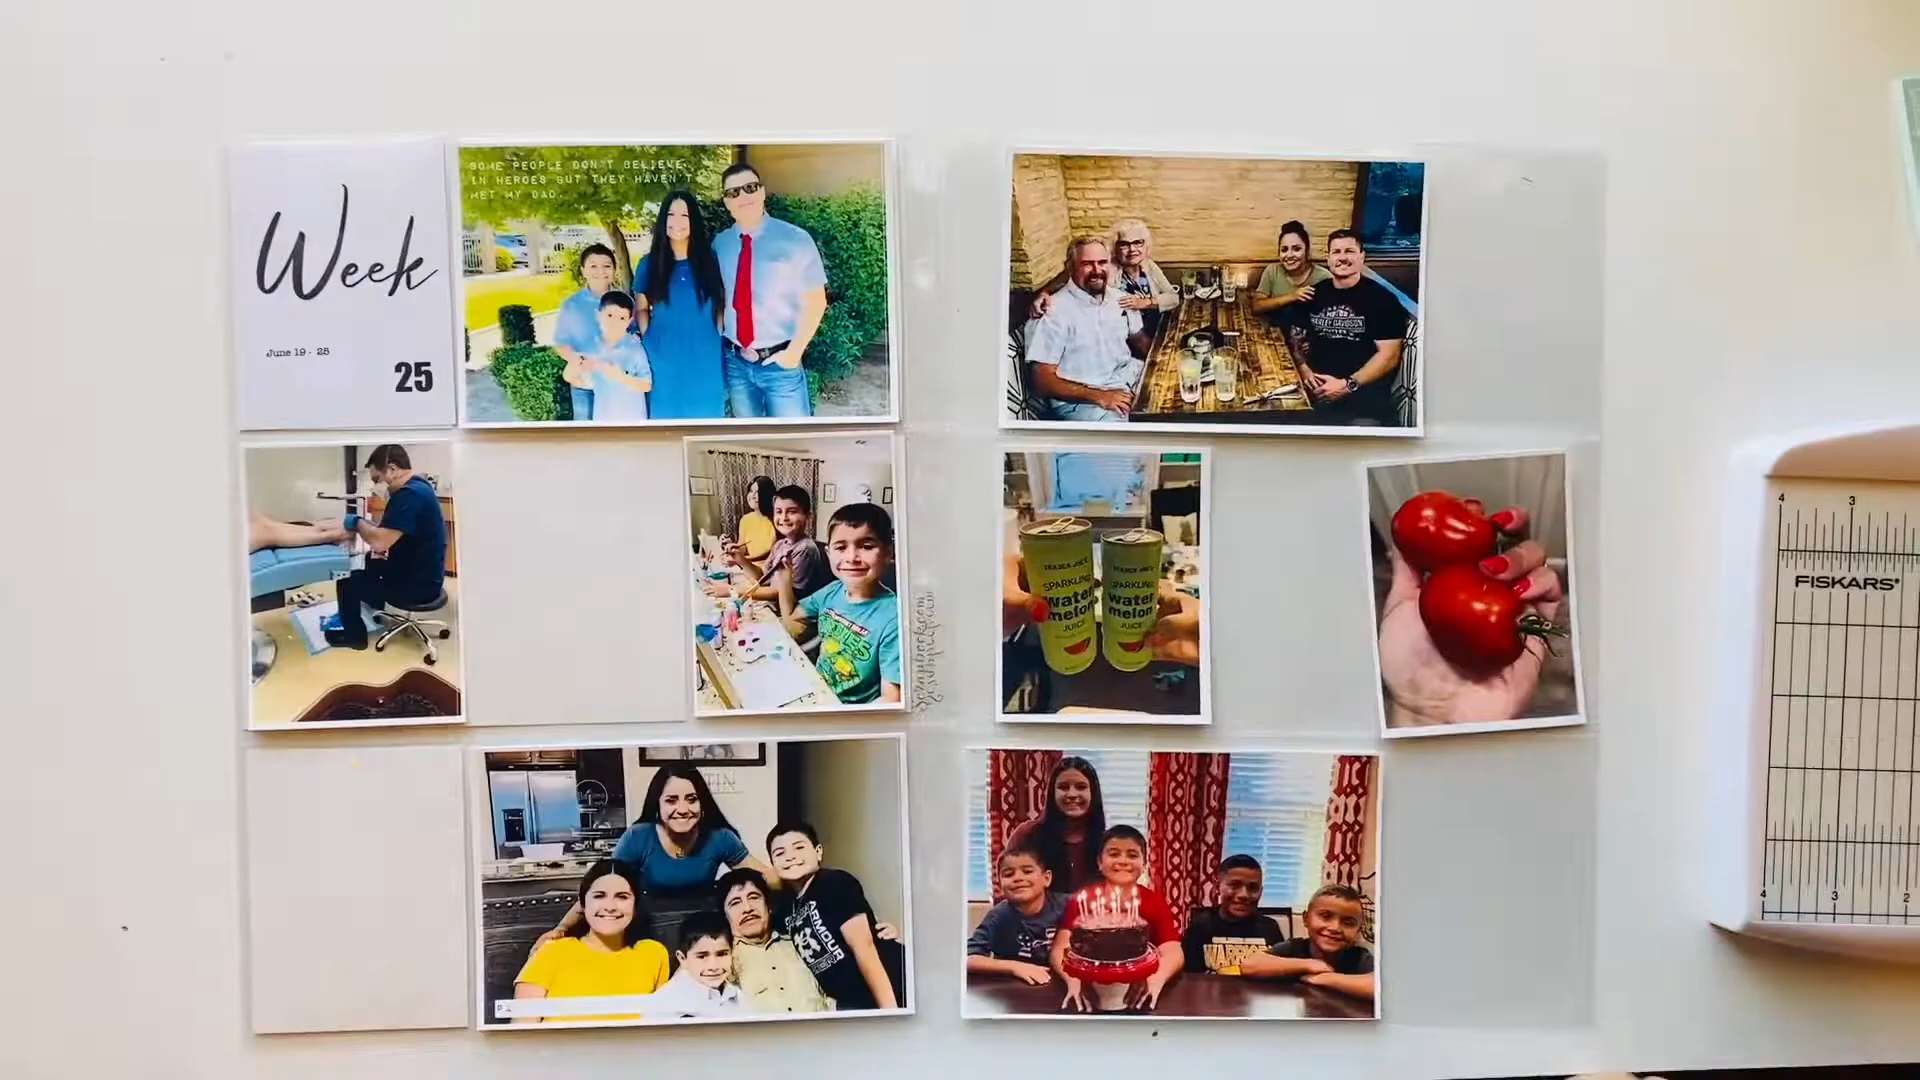 Week
June 19 - 25
25
SOME PEOPLE DON'T BELIEVE
IN HEROES BUT THEY HAVEN'T
MET MY DAD.
HARLEY-DAVIDSON
TRADER JOE'S
SPARKLING
Water
melon
JUICE
TRADER JOE'S
SPARKLING
water
melon
JUICE
ARMOUR
WARRIORS
4 3
FISKARS
4 3 2